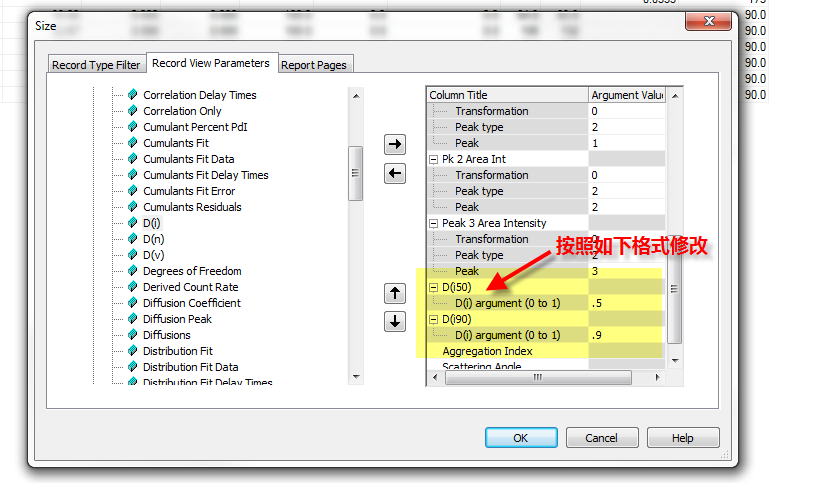 0.0555
175
90.0
90.0
90.0
90.0
90.0
90.0
Size
Record Type Filter
Record View Parameters
Report Pages
Correlation Delay Times
Correlation Only
Cumulant Percent PdI
Cumulants Fit
Cumulants Fit Data
Cumulants Fit Delay Times
Cumulants Fit Error
Cumulants Residuals
D(i)
D(n)
D(v)
Degrees of Freedom
Derived Count Rate
Diffusion Coefficient
Diffusion Peak
Diffusions
Distribution Fit
Distribution Fit Data
Distribution Fit Delay Times
Column Title Argument Valu
Transformation 0
Peak type 2
Peak 1
Pk 2 Area Int
Transformation 0
Peak type 2
Peak 2
Peak 3 Area Intensity
Transformation
Peak type 2
Peak 3
按照如下格式修改
D(i50)
D(i) argument (0 to 1) .5
D(i90)
D(i) argument (0 to 1) .9
Aggregation Index
Scattering Angle
OK
Cancel
Help